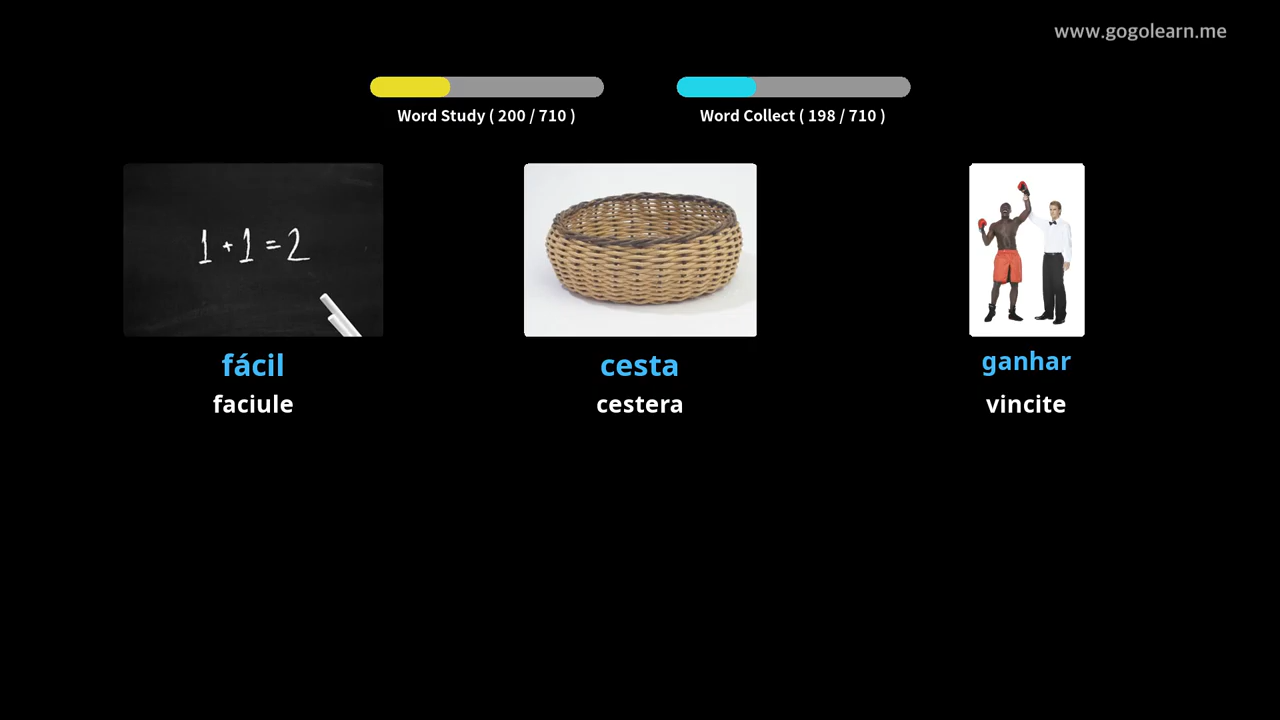 www.gogolearn.me
Word Study ( 200 / 710 )
Word Collect ( 198 / 710 )
1 + 1 = 2
fácil
faciule
cesta
cestera
ganhar
vincite